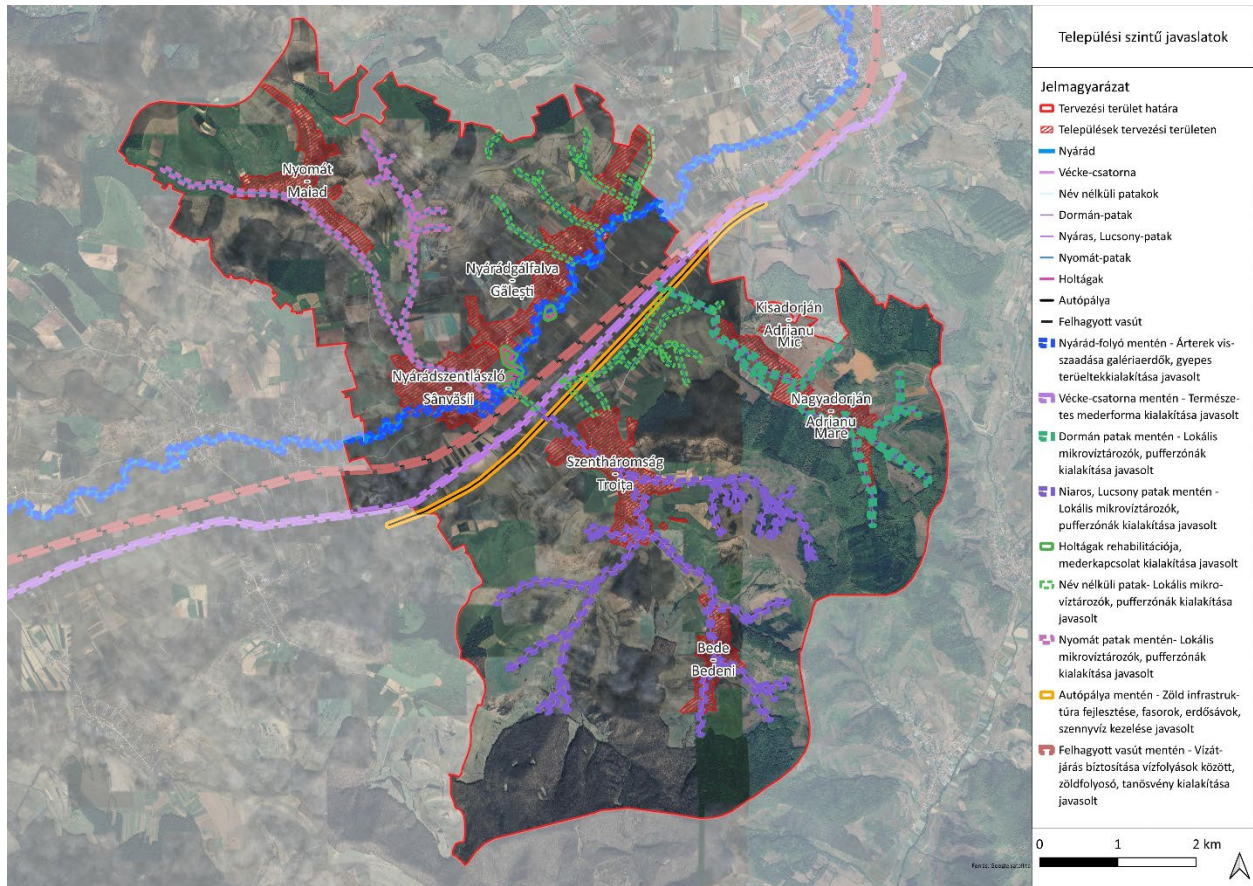 Települési szintű javaslatok
Jelmagyarázat
Tervezési terület határa
Települések tervezési területen
Nyárád
Vécke-csatorna
Név nélküli patakok
Dormán-patak
Nyáras, Lucsony-patak
Nyomát-patak
Holtágak
Autópálya
Felhagyott vasút
Nyárád-folyó mentén - Árterek vis-
szaadása galériaerdők, gyepes
terüeltekkialakítása javasolt
Vécke-csatorna mentén - Természe-
tes mederforma kialakítása javasolt
Dormán patak mentén - Lokális
mikrovíztározók, pufferzónák
kialakítása javasolt
Niaros, Lucsony patak mentén -
Lokális mikrovíztározók,
pufferzónák kialakítása javasolt
Holtágak rehabilitációja,
mederkapcsolat kialakítása javasolt
Név nélküli patak- Lokális mikro-
víztározók, pufferzónák kialakítása
javasolt
Nyomát patak mentén- Lokális
mikrovíztározók, pufferzónák
kialakítása javasolt
Autópálya mentén - Zöld infrastruk-
túra fejlesztése, fasorok, erdősávok,
szennyvíz kezelése javasolt
Felhagyott vasút mentén - Vízát-
járás bíztosítása vízfolyások között,
zöldfolyosó, tanösvény kialakítása
javasolt
0 1 2 km
Nyomát
-
Maiad
Nyárádgálfalva
-
Gălești
Kisadorján
-
Adrianu
Mic
Nyárádszentlászló
-
Sânvăsii
Nagyadorján
-
Adrianu
Mare
Szentháromság
-
Troița
Bede
-
Bedeni